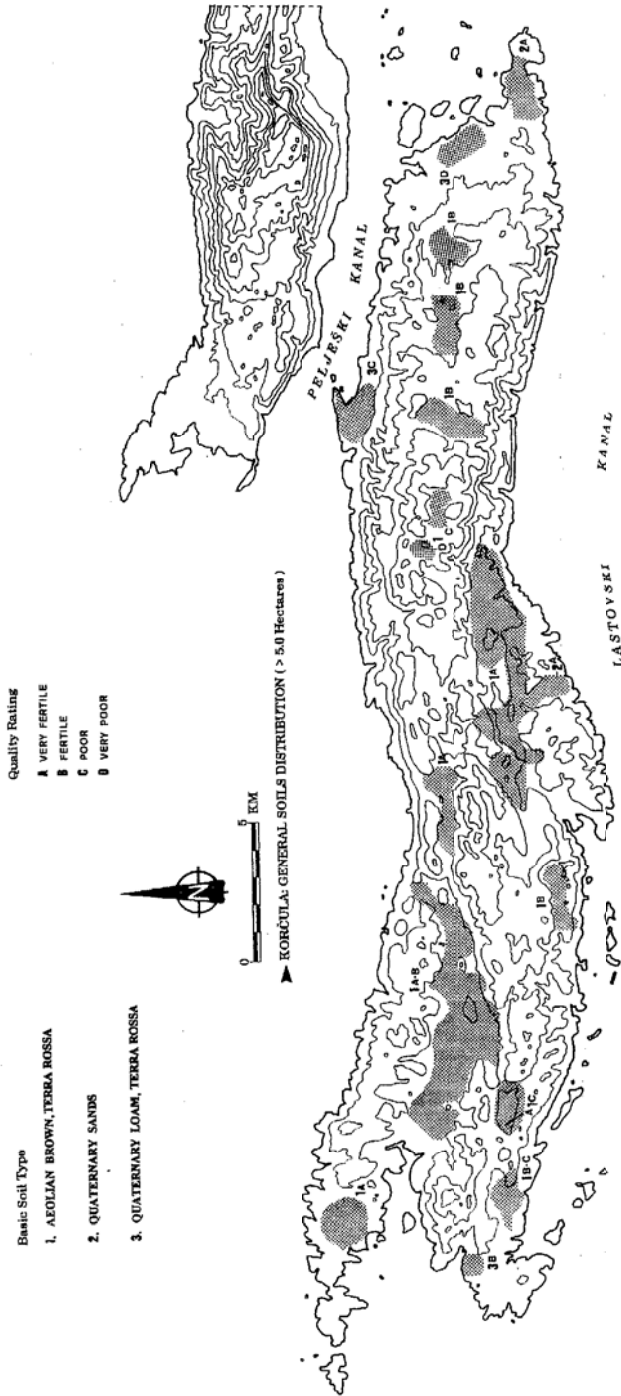 Basic Soil Type
1. AEOLIAN BROWN, TERRA ROSSA
2. QUATERNARY SANDS
3. QUATERNARY LOAM, TERRA ROSSA
Quality Rating
A VERY FERTILE
B FERTILE
C POOR
D VERY POOR
N
0 5
KM
KORČULA: GENERAL SOILS DISTRIBUTION ( > 5.0 Hectares)
PELJEŠKI KANAL
LASTOVSKI KANAL
1A
3B
1B-C
A1C
1A-B
1B
1A
1A
2A
D1C
3C
1B
1B
1B
3D
2A